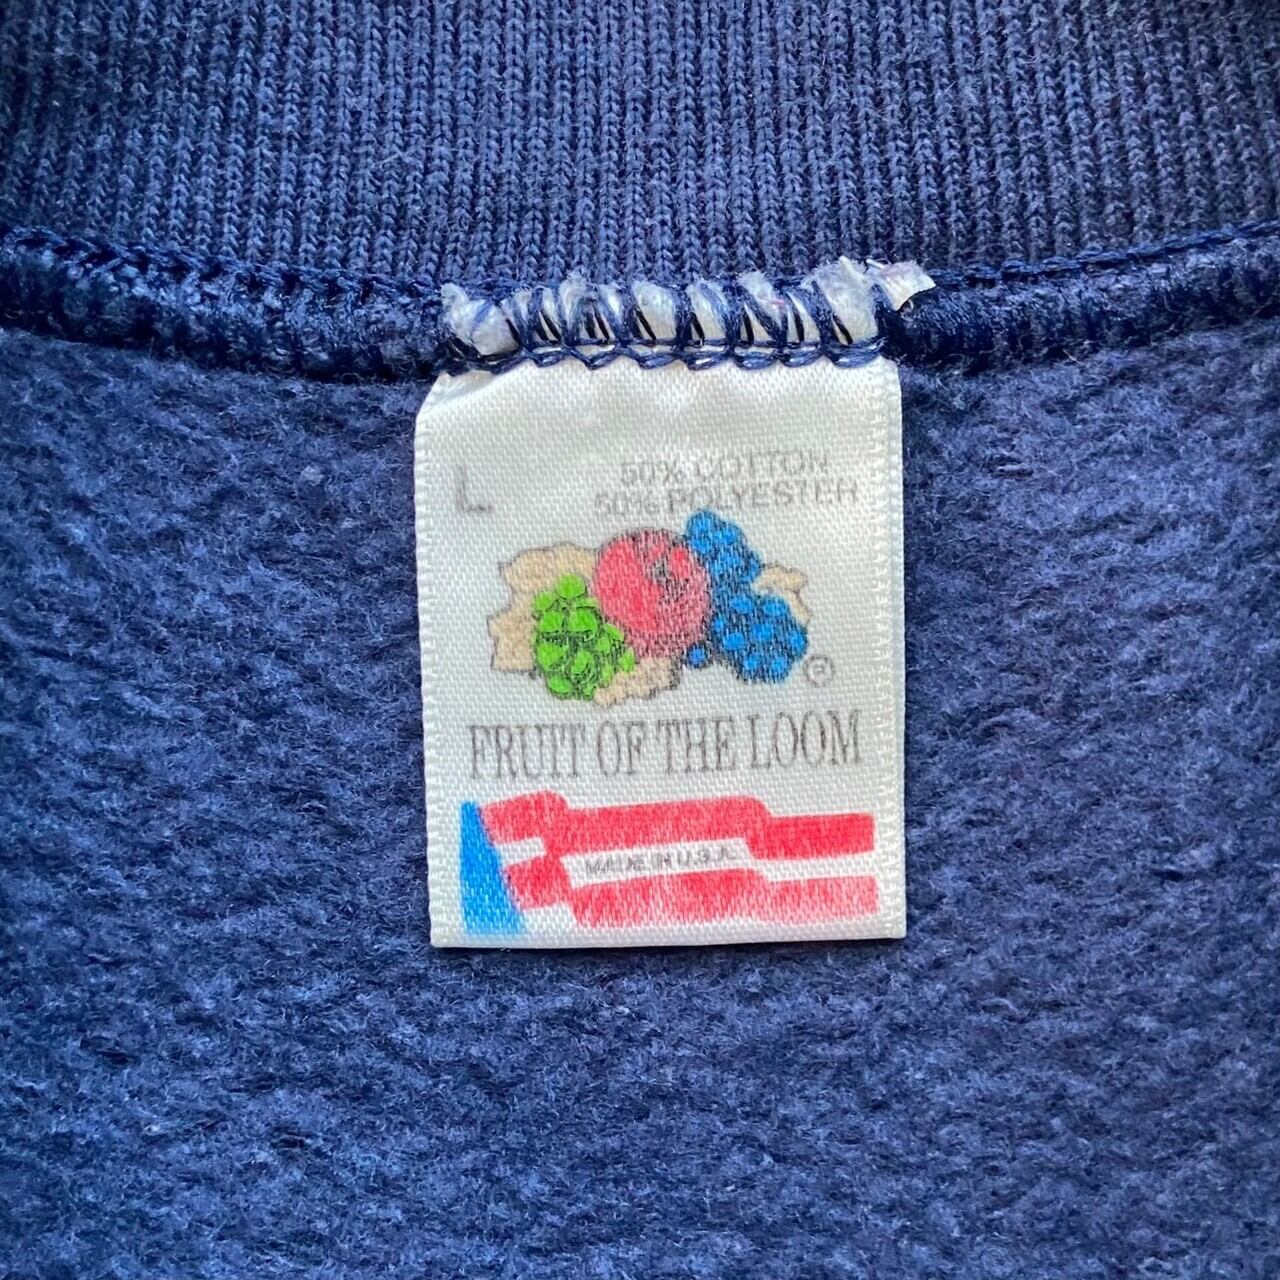 L
50% COTTON
50% POLYESTER
®
FRUIT OF THE LOOM
MADE IN U.S.A.